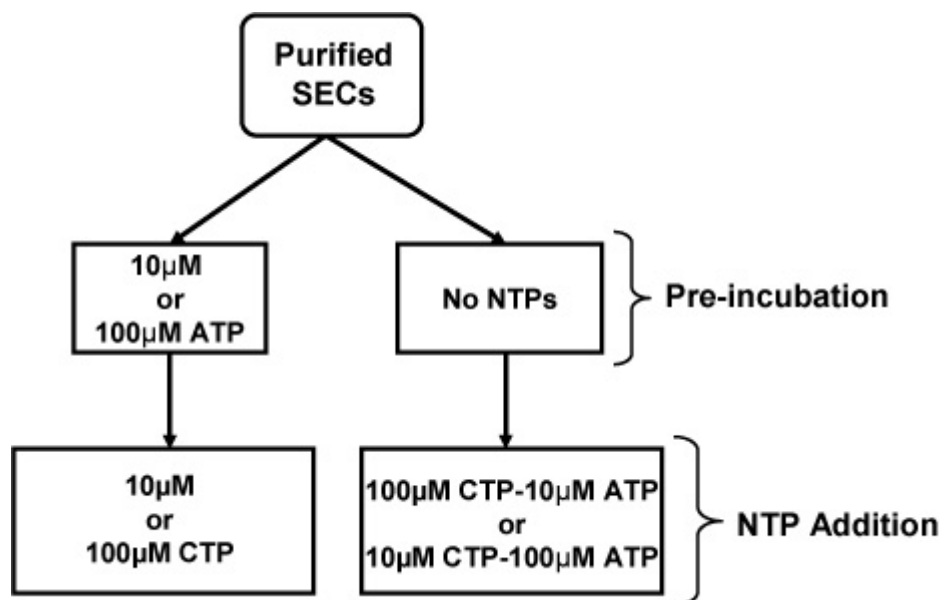 Purified
SECs
10μM
or
100μM ATP
No NTPs
Pre-incubation
10μM
or
100μM CTP
100μM CTP-10μM ATP
or
10μM CTP-100μM ATP
NTP Addition